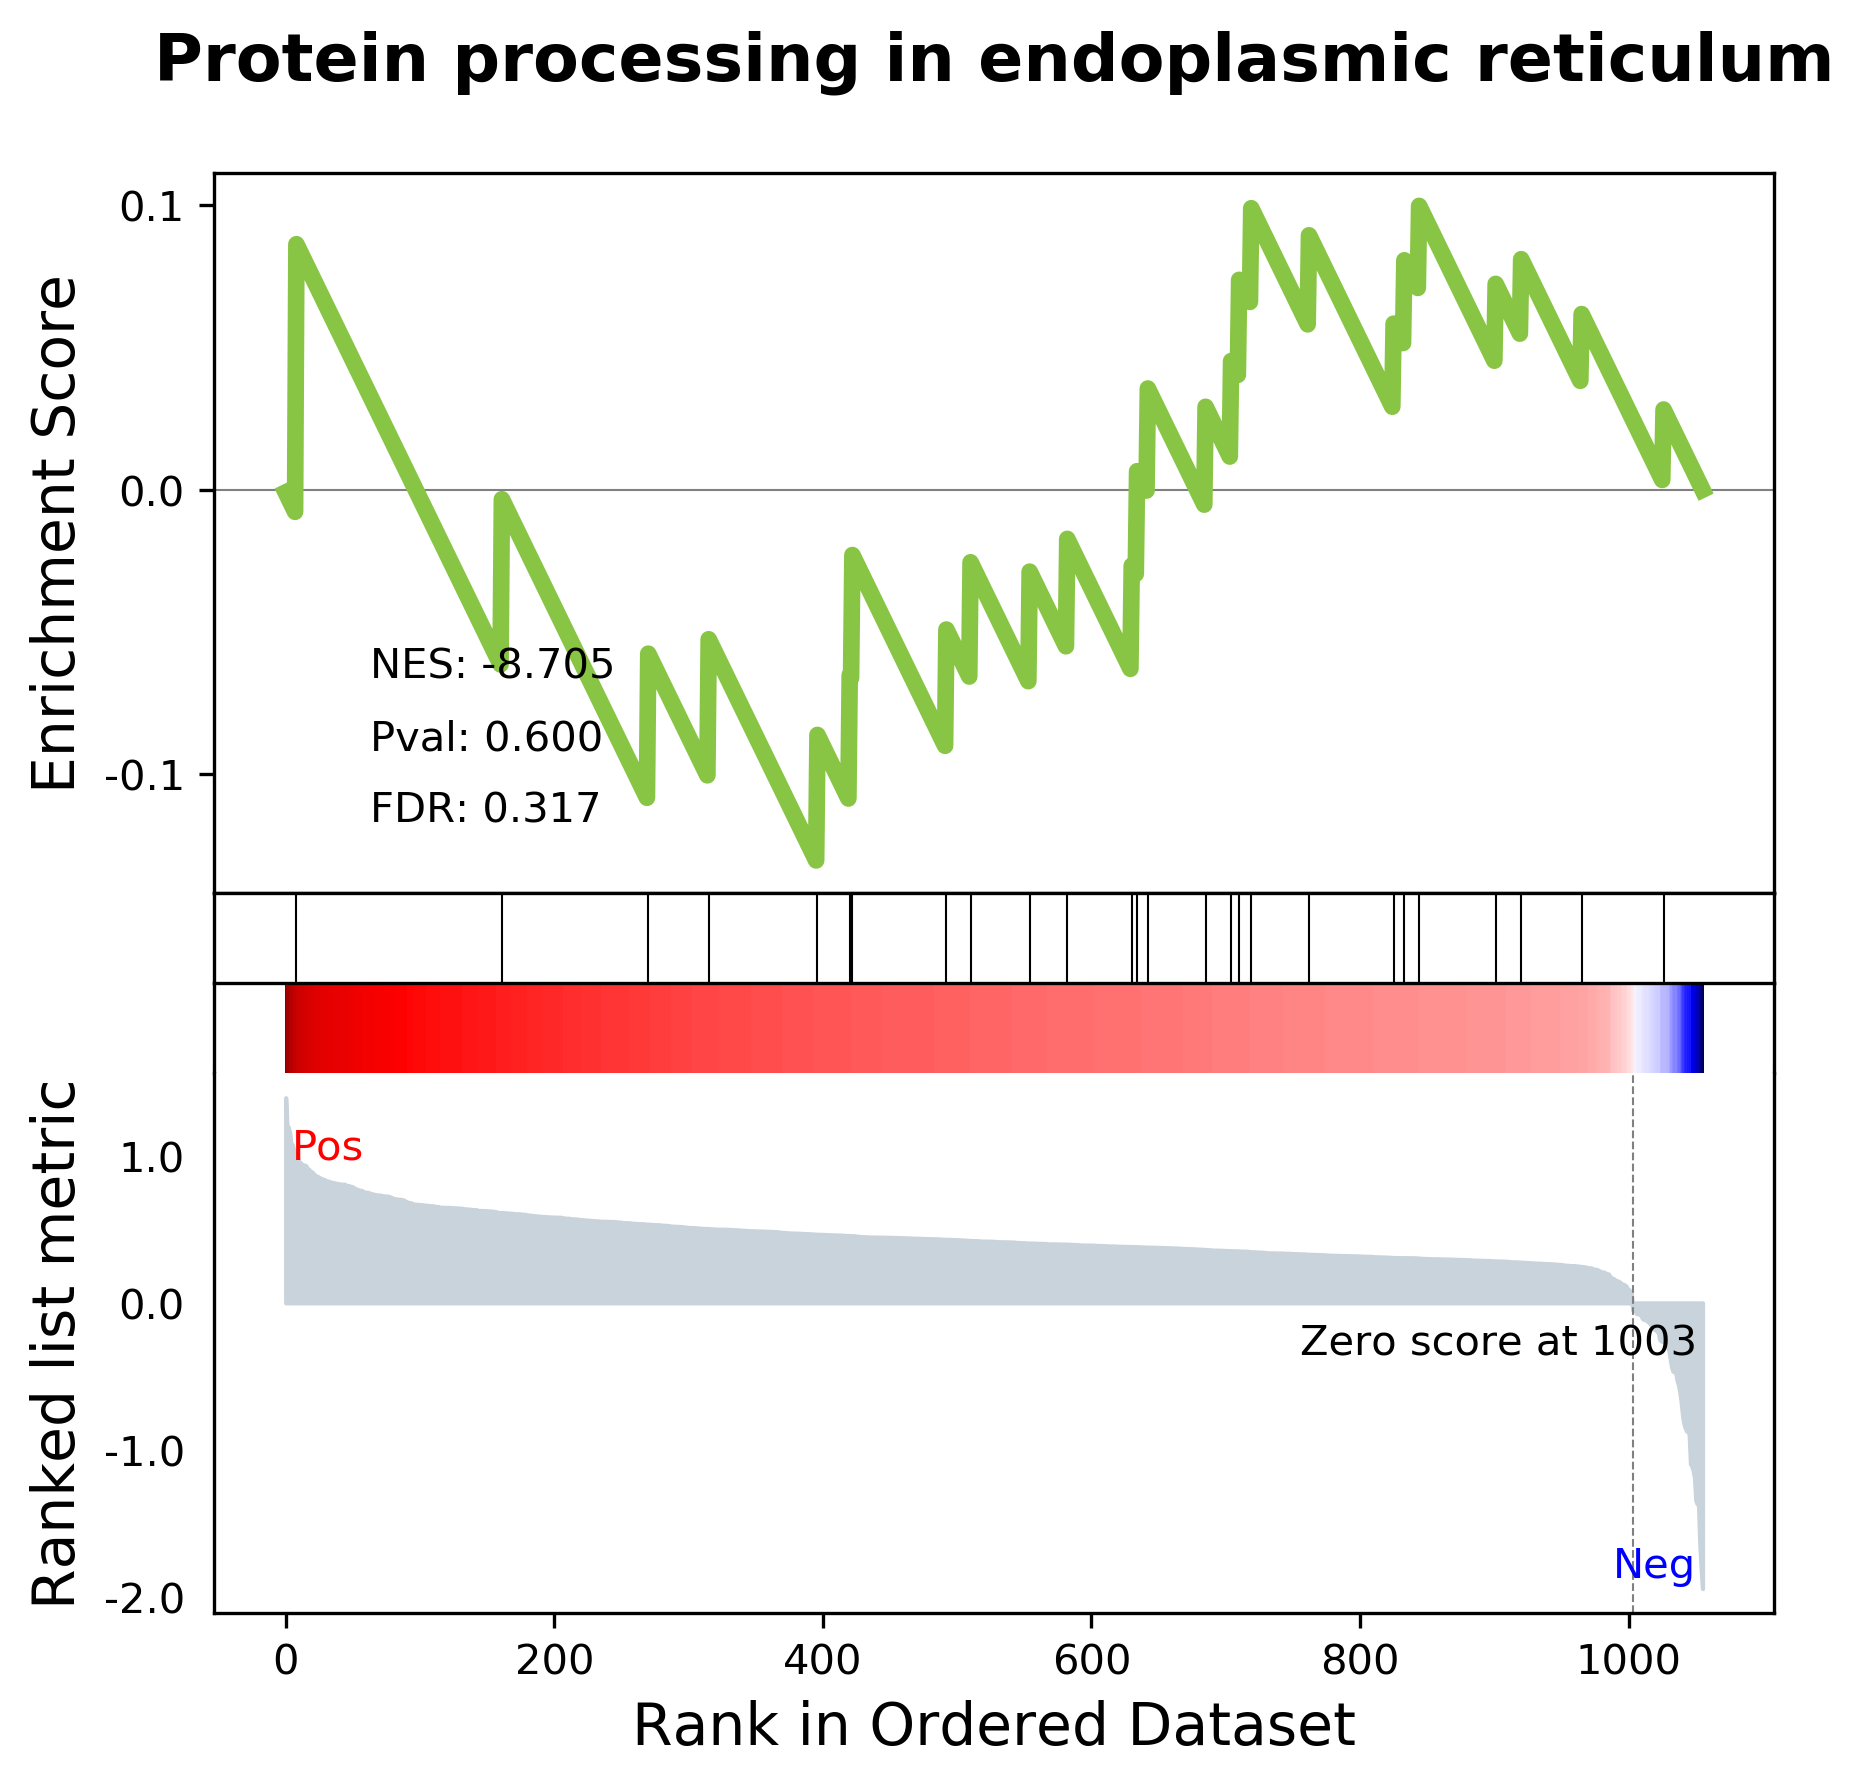 Protein processing in endoplasmic reticulum
Enrichment Score
0.1
0.0
-0.1
NES: -8.705
Pval: 0.600
FDR: 0.317
Ranked list metric
1.0
0.0
-1.0
-2.0
Pos
Zero score at 1003
Neg
0 200 400 600 800 1000
Rank in Ordered Dataset